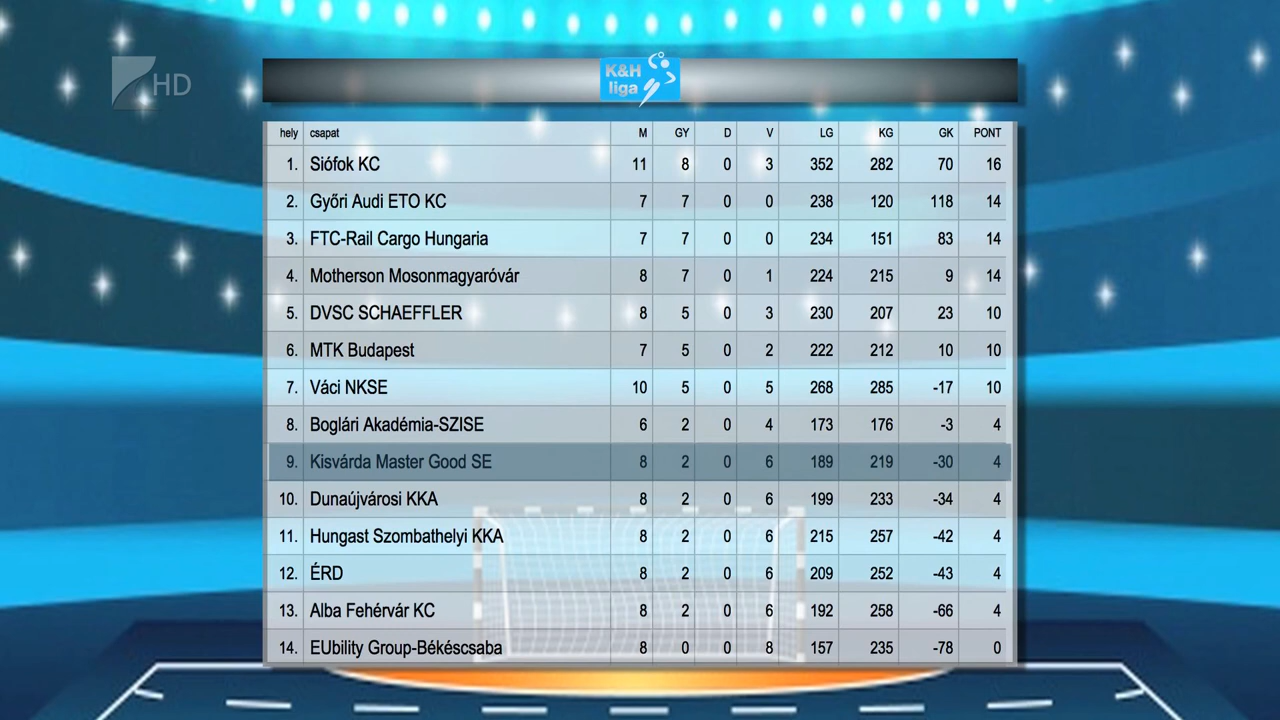 HD
K&H
liga
hely csapat M GY D V LG KG GK PONT
1. Siófok KC 11 8 0 3 352 282 70 16
2. Győri Audi ETO KC 7 7 0 0 238 120 118 14
3. FTC-Rail Cargo Hungaria 7 7 0 0 234 151 83 14
4. Motherson Mosonmagyaróvár 8 7 0 1 224 215 9 14
5. DVSC SCHAEFFLER 8 5 0 3 230 207 23 10
6. MTK Budapest 7 5 0 2 222 212 10 10
7. Váci NKSE 10 5 0 5 268 285 -17 10
8. Boglári Akadémia-SZISE 6 2 0 4 173 176 -3 4
9. Kisvárda Master Good SE 8 2 0 6 189 219 -30 4
10. Dunaújvárosi KKA 8 2 0 6 199 233 -34 4
11. Hungast Szombathelyi KKA 8 2 0 6 215 257 -42 4
12. ÉRD 8 2 0 6 209 252 -43 4
13. Alba Fehérvár KC 8 2 0 6 192 258 -66 4
14. EUbility Group-Békéscsaba 8 0 0 8 157 235 -78 0